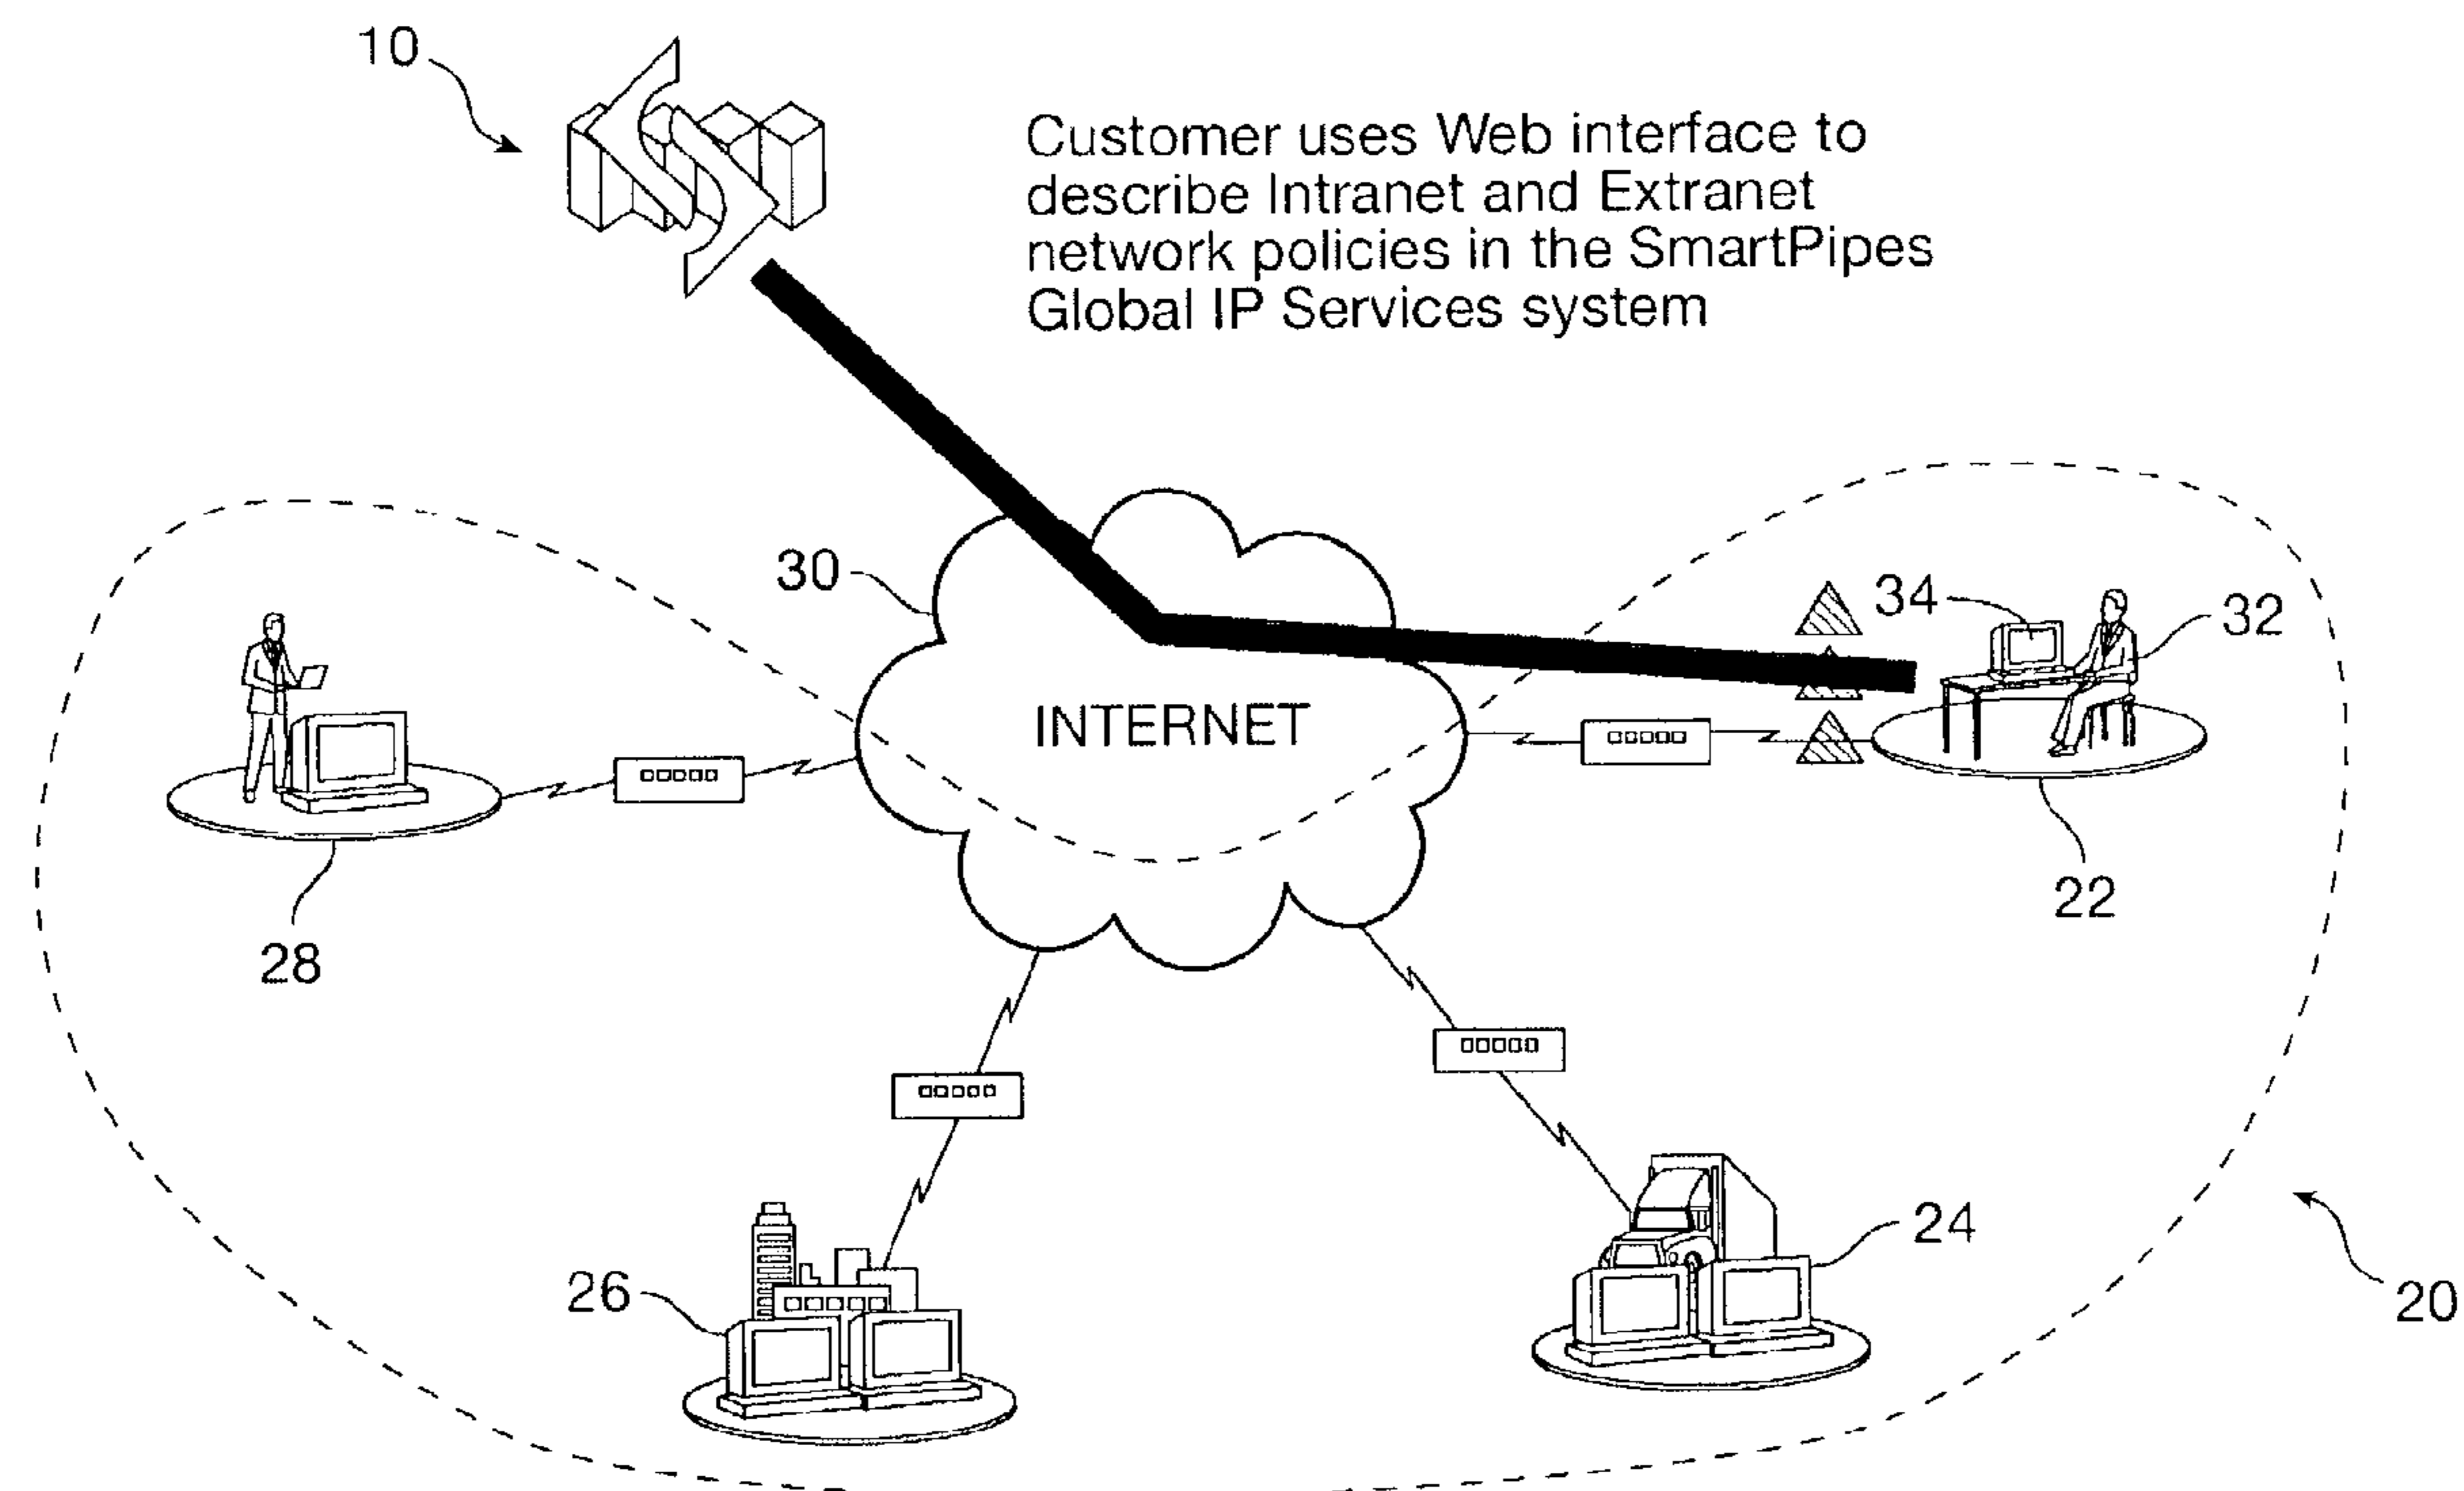 10
Customer uses Web interface to
describe Intranet and Extranet
network policies in the SmartPipes
Global IP Services system
30
34
32
INTERNET
22
28
24
26
20